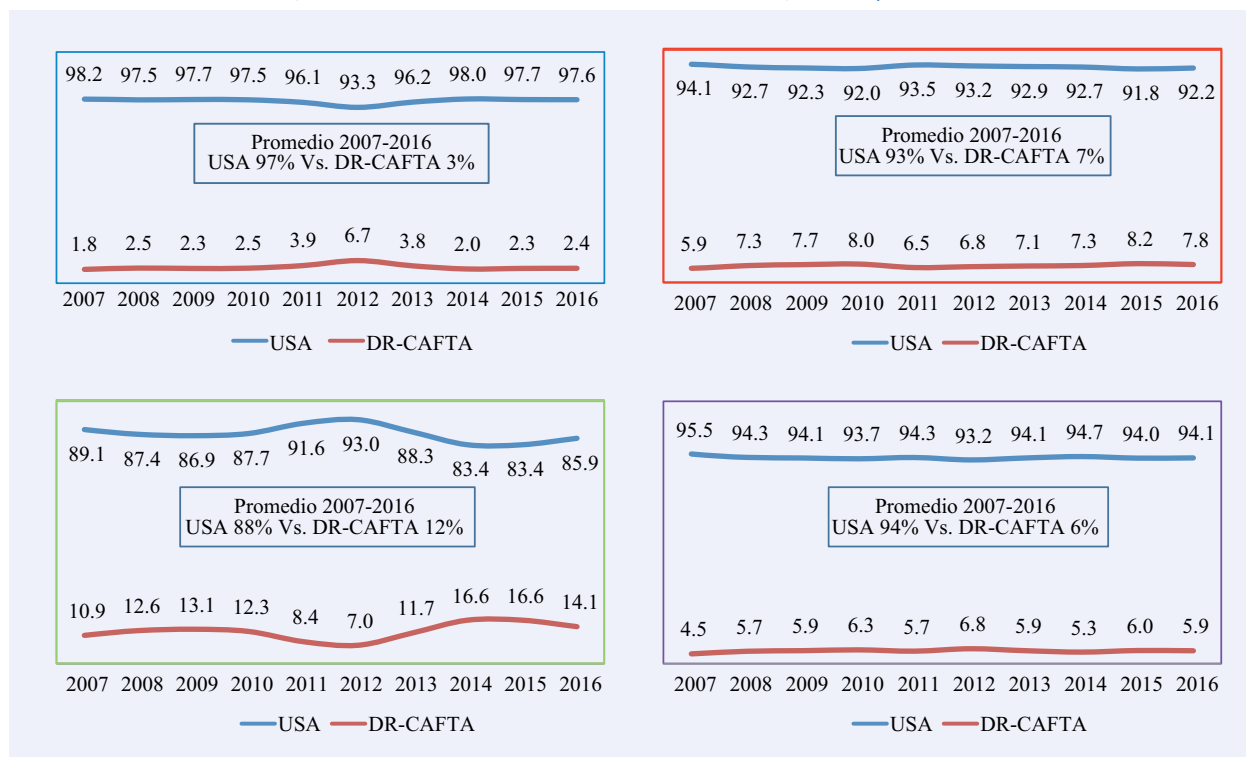 98.2 97.5 97.7 97.5 96.1 93.3 96.2 98.0 97.7 97.6
Promedio 2007-2016
USA 97% Vs. DR-CAFTA 3%
1.8 2.5 2.3 2.5 3.9 6.7 3.8 2.0 2.3 2.4
2007 2008 2009 2010 2011 2012 2013 2014 2015 2016
USA DR-CAFTA
94.1 92.7 92.3 92.0 93.5 93.2 92.9 92.7 91.8 92.2
Promedio 2007-2016
USA 93% Vs. DR-CAFTA 7%
5.9 7.3 7.7 8.0 6.5 6.8 7.1 7.3 8.2 7.8
2007 2008 2009 2010 2011 2012 2013 2014 2015 2016
USA DR-CAFTA
89.1 87.4 86.9 87.7 91.6 93.0 88.3 83.4 83.4 85.9
Promedio 2007-2016
USA 88% Vs. DR-CAFTA 12%
10.9 12.6 13.1 12.3 8.4 7.0 11.7 16.6 16.6 14.1
2007 2008 2009 2010 2011 2012 2013 2014 2015 2016
USA DR-CAFTA
95.5 94.3 94.1 93.7 94.3 93.2 94.1 94.7 94.0 94.1
Promedio 2007-2016
USA 94% Vs. DR-CAFTA 6%
4.5 5.7 5.9 6.3 5.7 6.8 5.9 5.3 6.0 5.9
2007 2008 2009 2010 2011 2012 2013 2014 2015 2016
USA DR-CAFTA